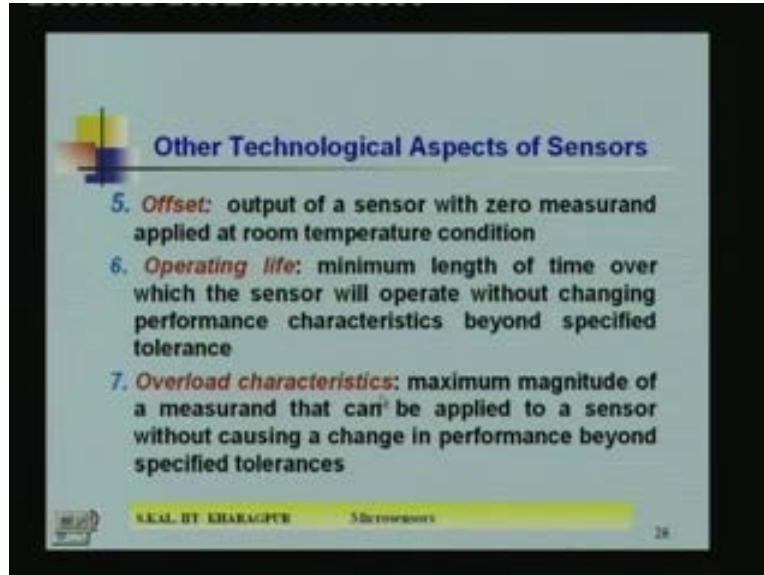 Other Technological Aspects of Sensors
5. Offset: output of a sensor with zero measurand
applied at room temperature condition
6. Operating life: minimum length of time over
which the sensor will operate without changing
performance characteristics beyond specified
tolerance
7. Overload characteristics: maximum magnitude of
a measurand that can be applied to a sensor
without causing a change in performance beyond
specified tolerances
S.KAL, IIT KHARAGPUR Microsensors